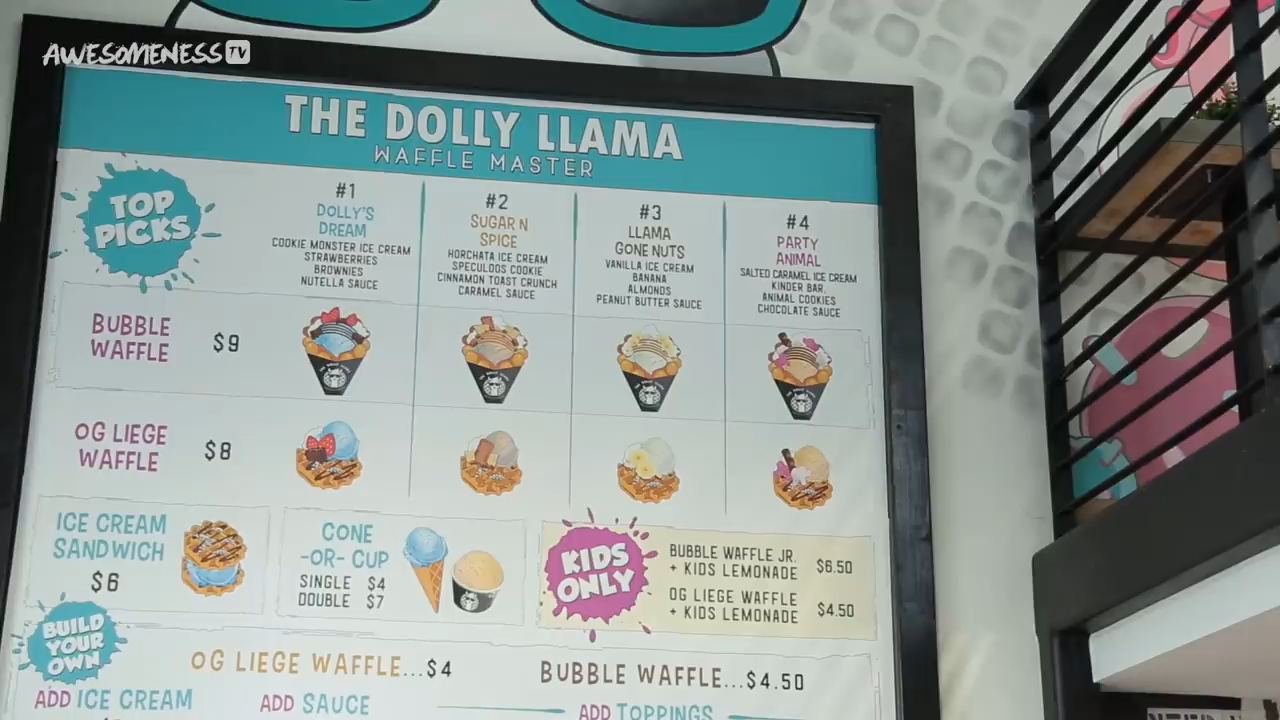 AWESOMENESS TV
THE DOLLY LLAMA
WAFFLE MASTER
TOP
PICKS
#1
DOLLY'S
DREAM
COOKIE MONSTER ICE CREAM
STRAWBERRIES
BROWNIES
NUTELLA SAUCE
#2
SUGAR N
SPICE
HORCHATA ICE CREAM
SPECULOOS COOKIE
CINNAMON TOAST CRUNCH
CARAMEL SAUCE
#3
LLAMA
GONE NUTS
VANILLA ICE CREAM
BANANA
ALMONDS
PEANUT BUTTER SAUCE
#4
PARTY
ANIMAL
SALTED CARAMEL ICE CREAM
KINDER BAR,
ANIMAL COOKIES
CHOCOLATE SAUCE
BUBBLE
WAFFLE
$9
OG LIEGE
WAFFLE
$8
ICE CREAM
SANDWICH
$6
CONE
-OR- CUP
SINGLE $4
DOUBLE $7
KIDS
ONLY
BUBBLE WAFFLE JR.
+ KIDS LEMONADE
$6.50
OG LIEGE WAFFLE
+ KIDS LEMONADE
$4.50
BUILD
YOUR
OWN
OG LIEGE WAFFLE...$4
BUBBLE WAFFLE...$4.50
ADD ICE CREAM
ADD SAUCE
ADD TOPPINGS